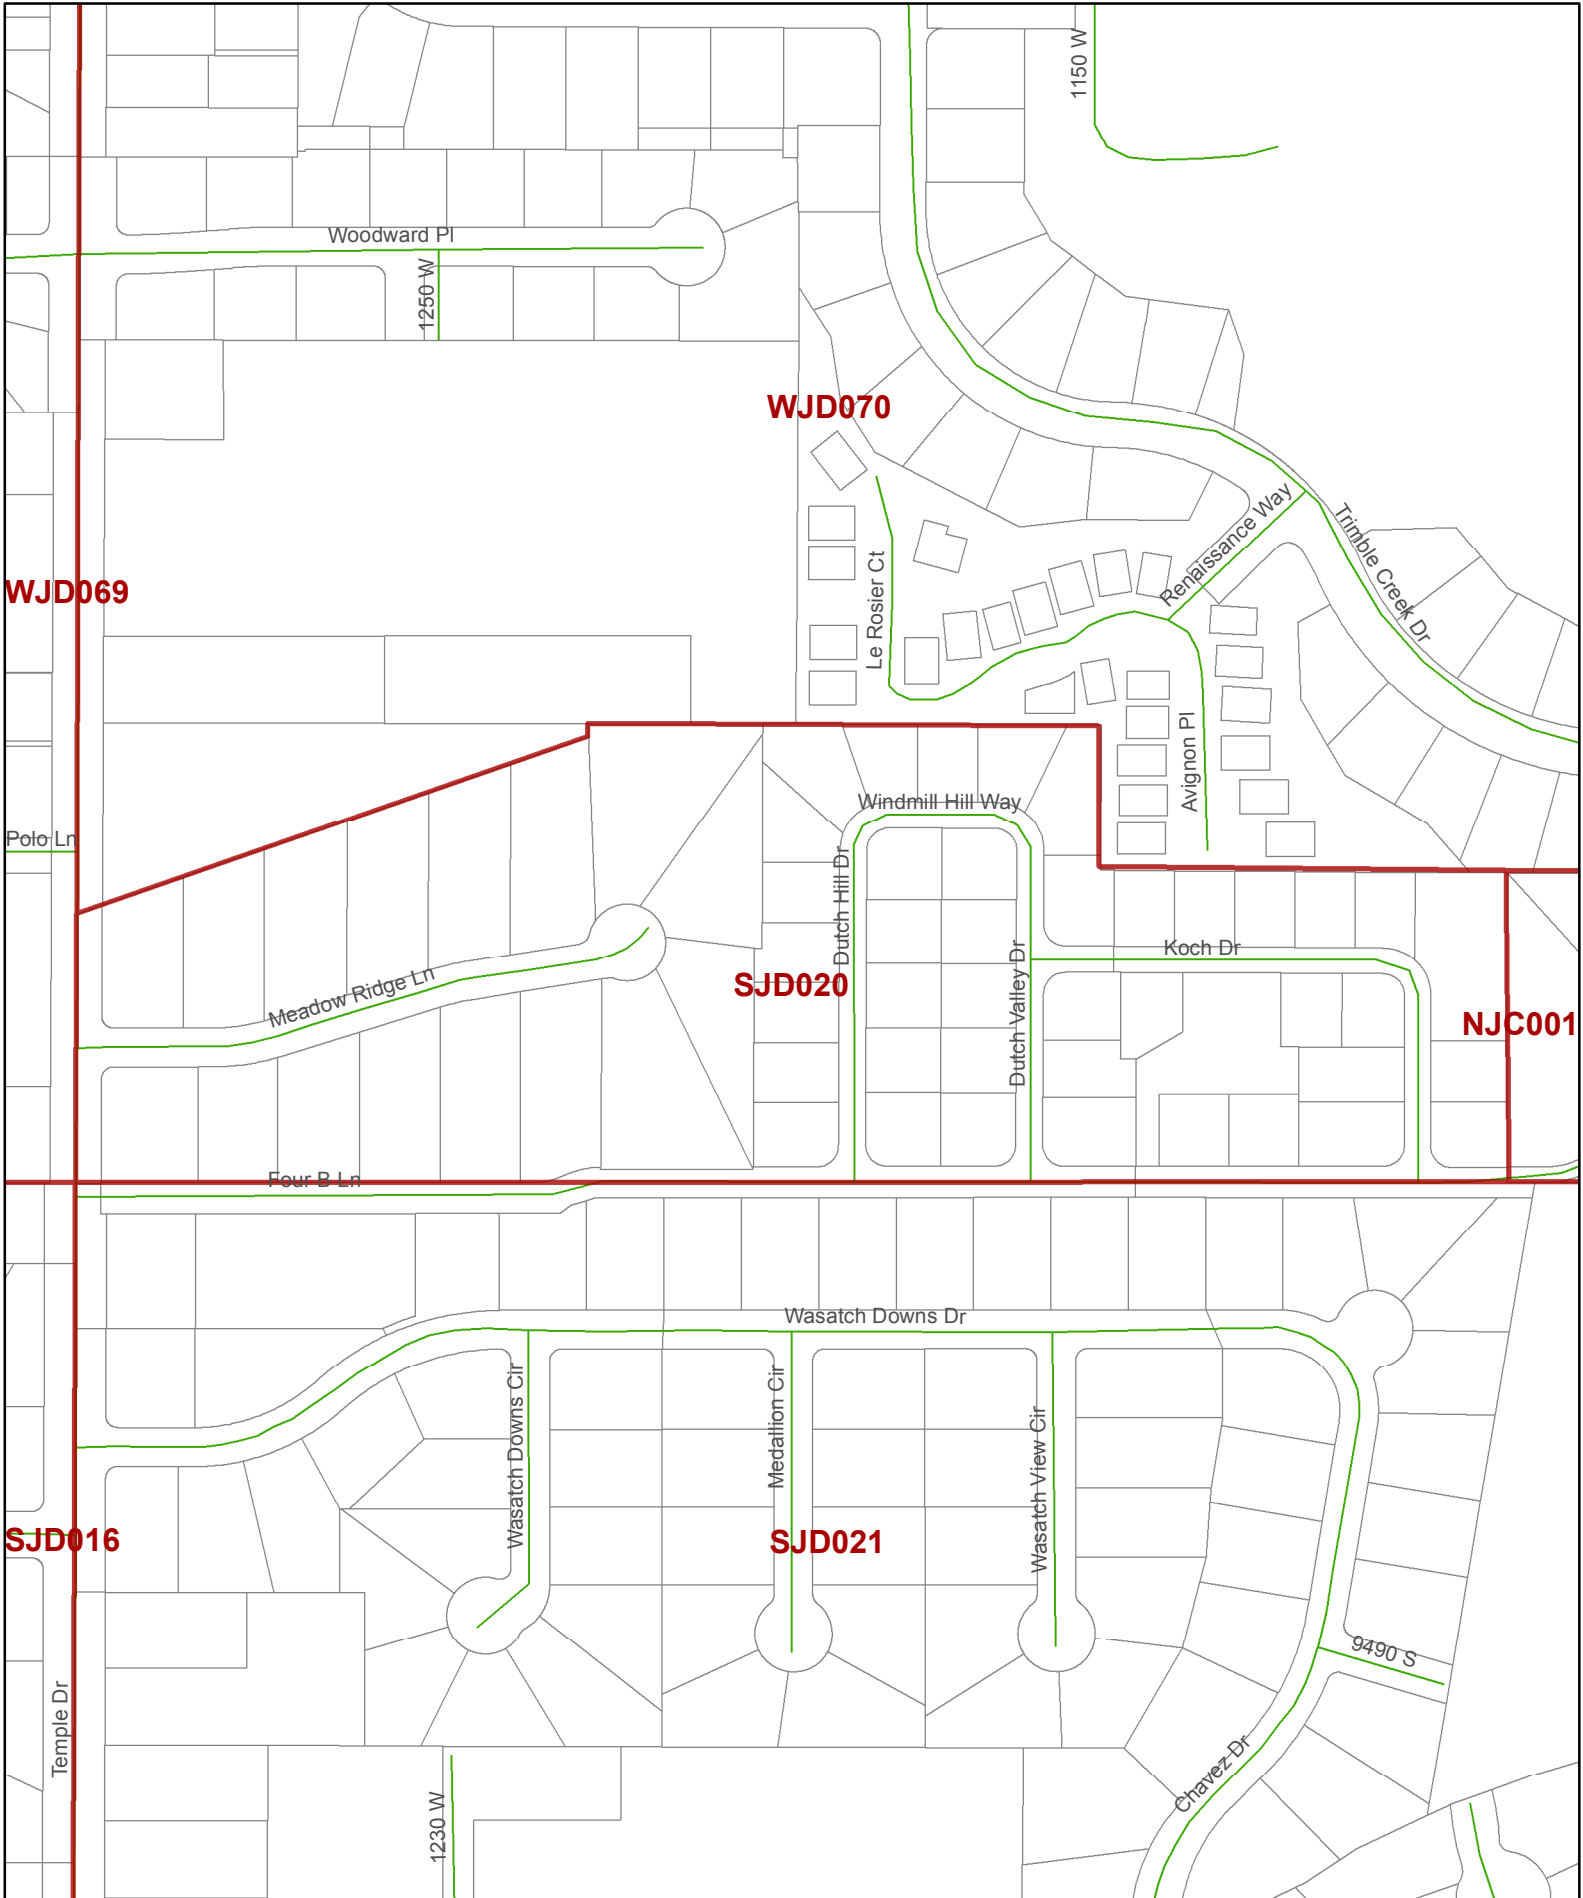 1150 W
Woodward Pl
1250 W
WJD070
Renaissance Way
Trimble Creek Dr
WJD069
Le Rosier Ct
Avignon Pl
Windmill Hill Way
Polo Ln
Dutch Hill Dr
Koch Dr
Meadow Ridge Ln
SJD020
Dutch Valley Dr
NJC001
Four B Ln
Wasatch Downs Dr
Wasatch Downs Cir
Medallion Cir
Wasatch View Cir
SJD016
SJD021
9490 S
Temple Dr
Chavez Dr
1230 W